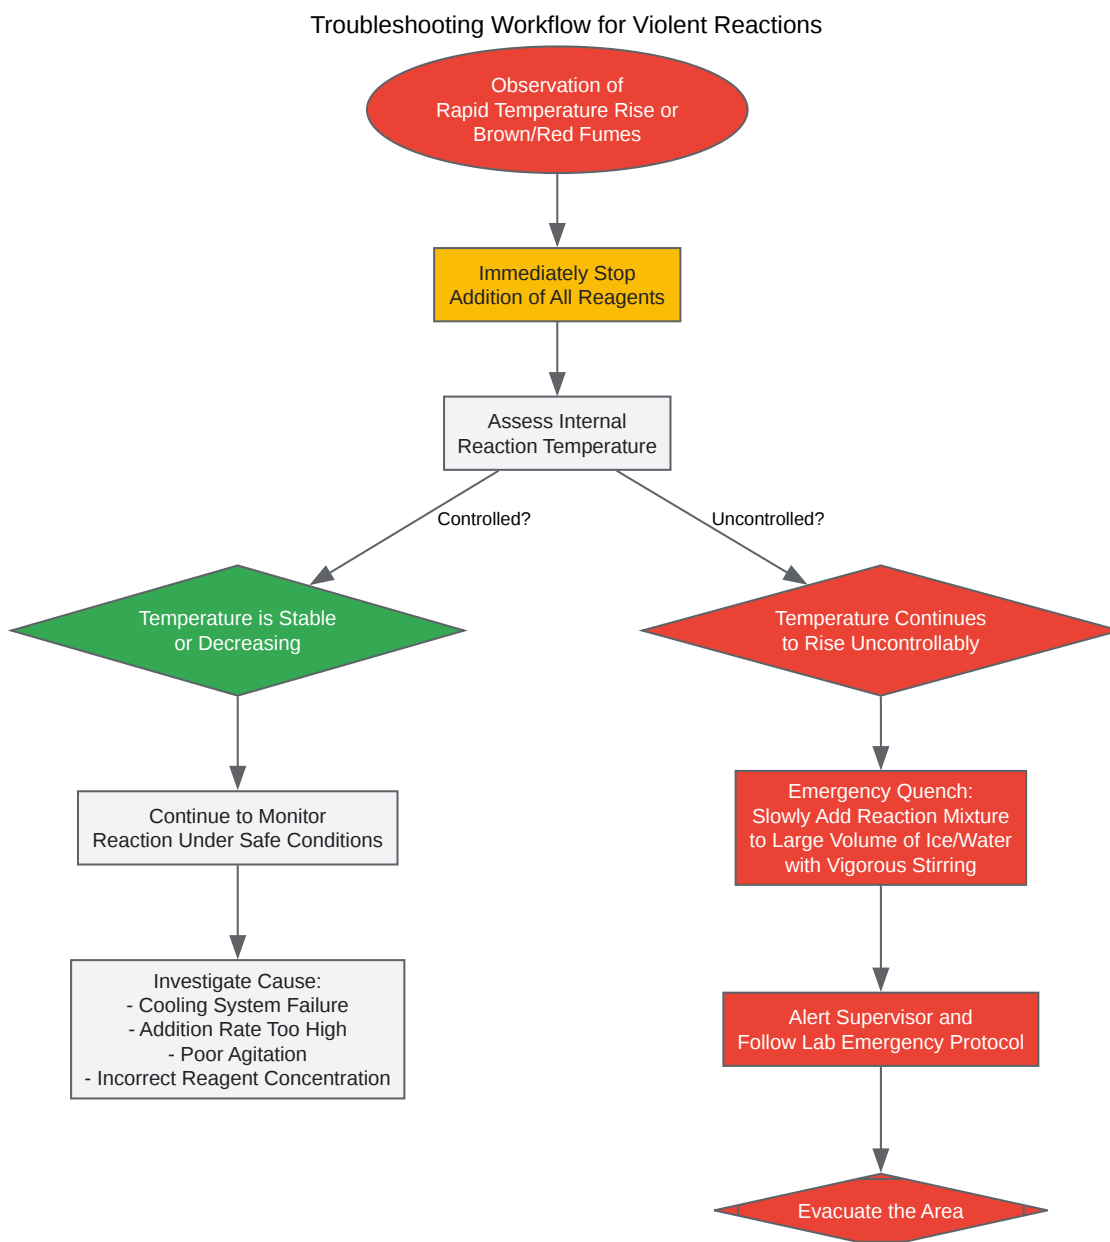 Troubleshooting Workflow for Violent Reactions
Observation of
Rapid Temperature Rise or
Brown/Red Fumes
Immediately Stop
Addition of All Reagents
Assess Internal
Reaction Temperature
Controlled?
Uncontrolled?
Temperature is Stable
or Decreasing
Temperature Continues
to Rise Uncontrollably
Continue to Monitor
Reaction Under Safe Conditions
Emergency Quench:
Slowly Add Reaction Mixture
to Large Volume of Ice/Water
with Vigorous Stirring
Investigate Cause:
- Cooling System Failure
- Addition Rate Too High
- Poor Agitation
- Incorrect Reagent Concentration
Alert Supervisor and
Follow Lab Emergency Protocol
Evacuate the Area